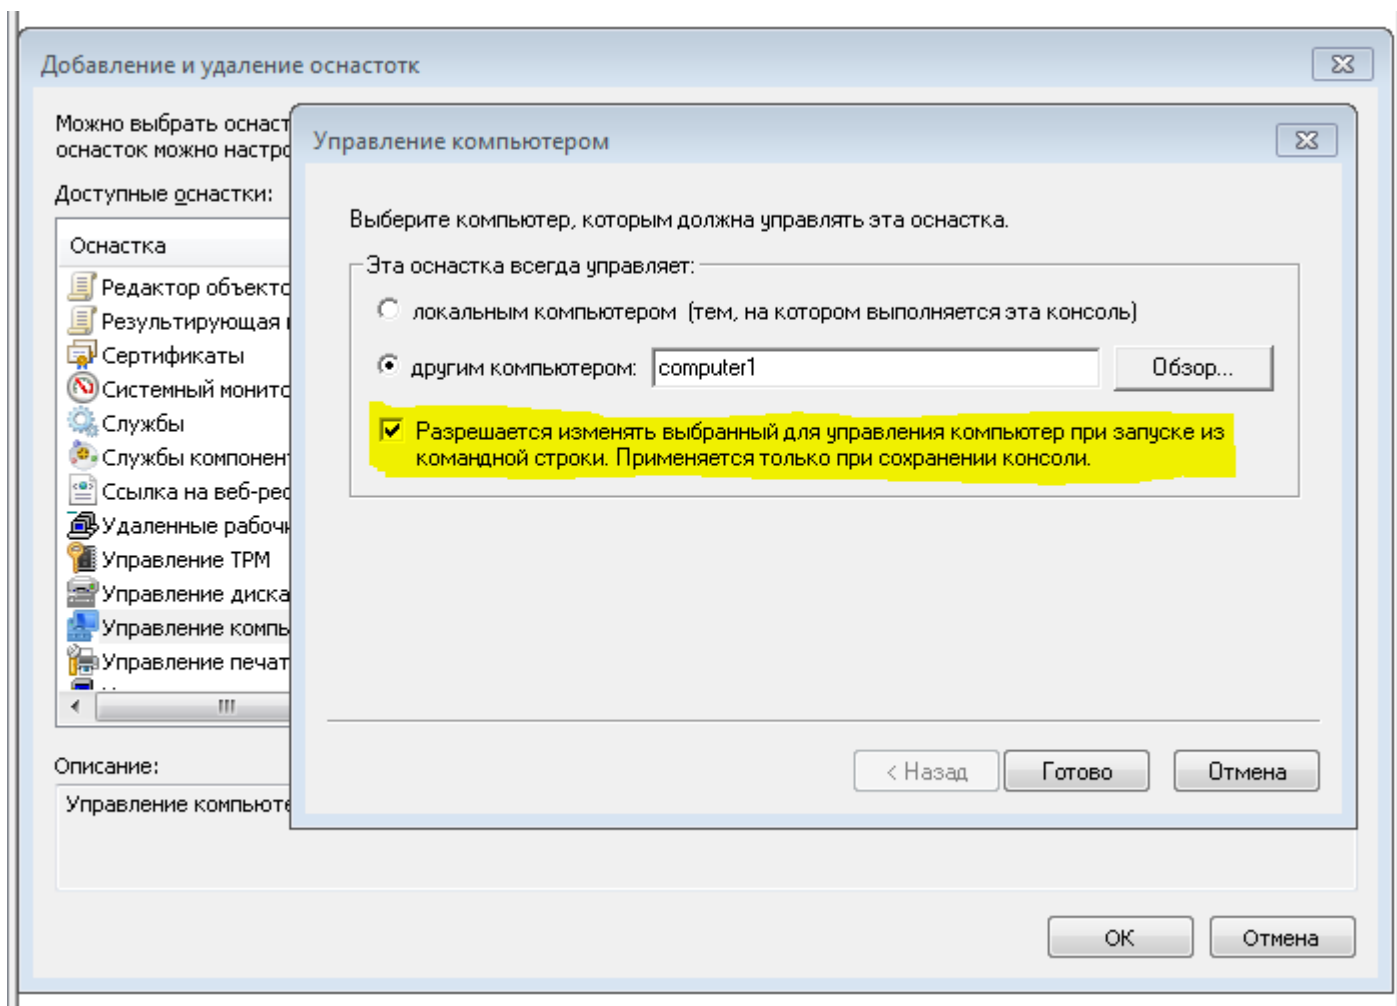 Добавление и удаление оснастотк
Можно выбрать оснаст
оснасток можно настро
Доступные оснастки:
Оснастка
Редактор объекто
Результирующая
Сертификаты
Системный монито
Службы
Службы компонен
Ссылка на веб-рес
Удаленные рабоч
Управление TPM
Управление диска
Управление компь
Управление печат
Описание:
Управление компьюте
Управление компьютером
Выберите компьютер, которым должна управлять эта оснастка.
Эта оснастка всегда управляет:
локальным компьютером (тем, на котором выполняется эта консоль)
другим компьютером: computer1 Обзор...
Разрешается изменять выбранный для управления компьютер при запуске из
командной строки. Применяется только при сохранении консоли.
< Назад Готово Отмена
ОК Отмена